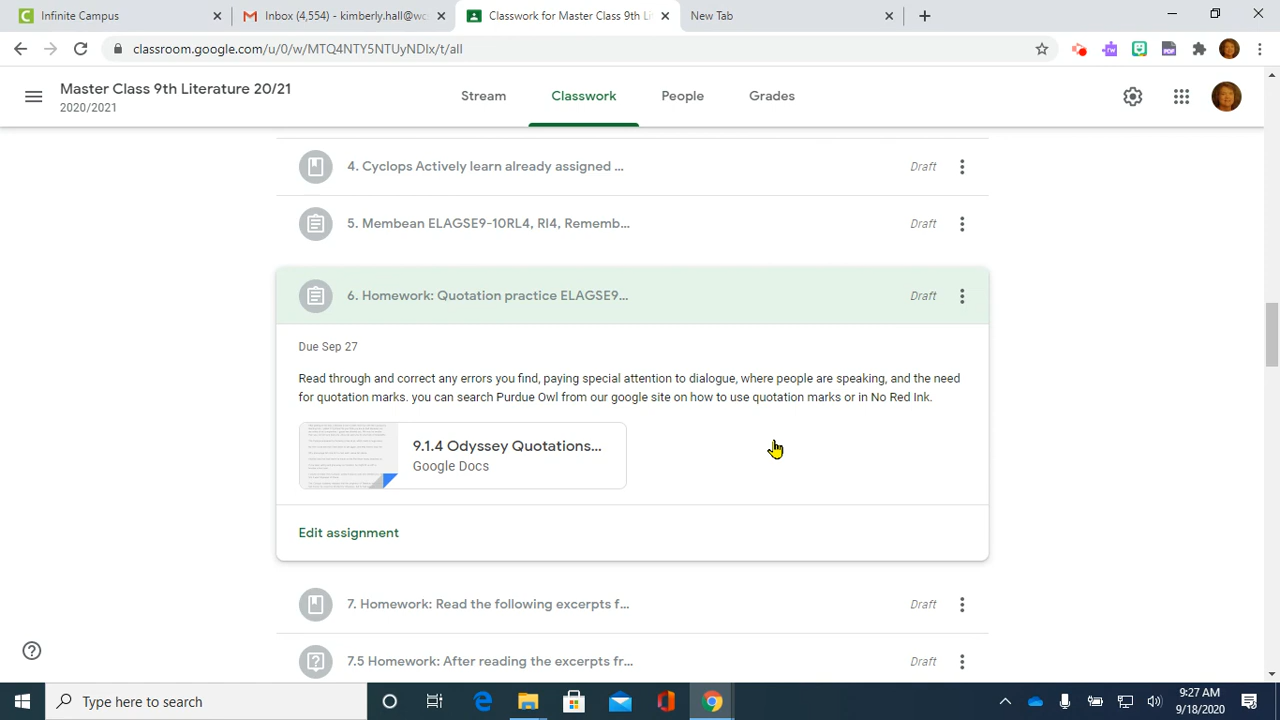 Infinite Campus
Inbox (4,554) - kimberly.hall@wc
Classwork for Master Class 9th Lit
New Tab
classroom.google.com/u/0/w/MTQ4NTY5NTUyNDlx/t/all
Master Class 9th Literature 20/21
2020/2021
Stream
Classwork
People
Grades
4. Cyclops Actively learn already assigned ...
Draft
5. Membean ELAGSE9-10RL4, RI4, Rememb...
Draft
6. Homework: Quotation practice ELAGSE9...
Draft
Due Sep 27
Read through and correct any errors you find, paying special attention to dialogue, where people are speaking, and the need
for quotation marks. you can search Purdue Owl from our google site on how to use quotation marks or in No Red Ink.
9.1.4 Odyssey Quotations...
Google Docs
Edit assignment
7. Homework: Read the following excerpts f...
Draft
7.5 Homework: After reading the excerpts fr...
Draft
Type here to search
9:27 AM
9/18/2020